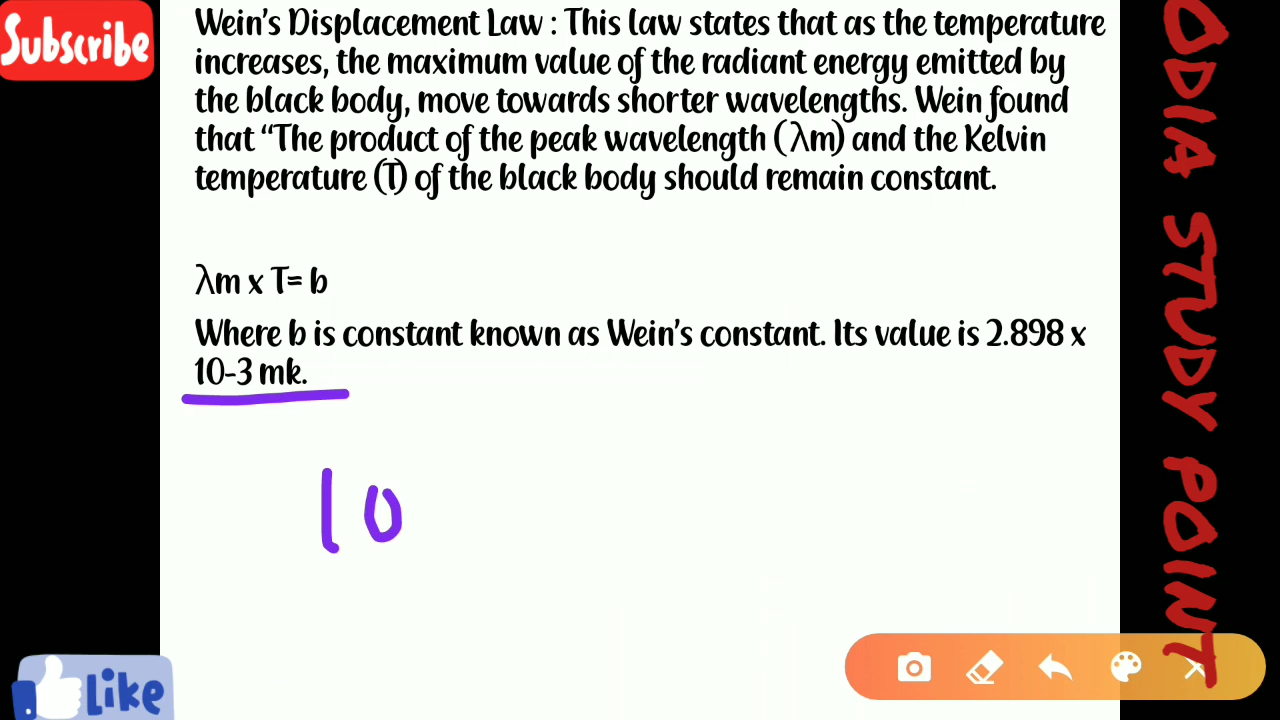 Subscribe
Wein's Displacement Law : This law states that as the temperature
increases, the maximum value of the radiant energy emitted by
the black body, move towards shorter wavelengths. Wein found
that “The product of the peak wavelength (λm) and the Kelvin
temperature (T) of the black body should remain constant.
λm x T= b
Where b is constant known as Wein's constant. Its value is 2.898 x
10-3 mk.
10
Like
ODIA STUDY POINT